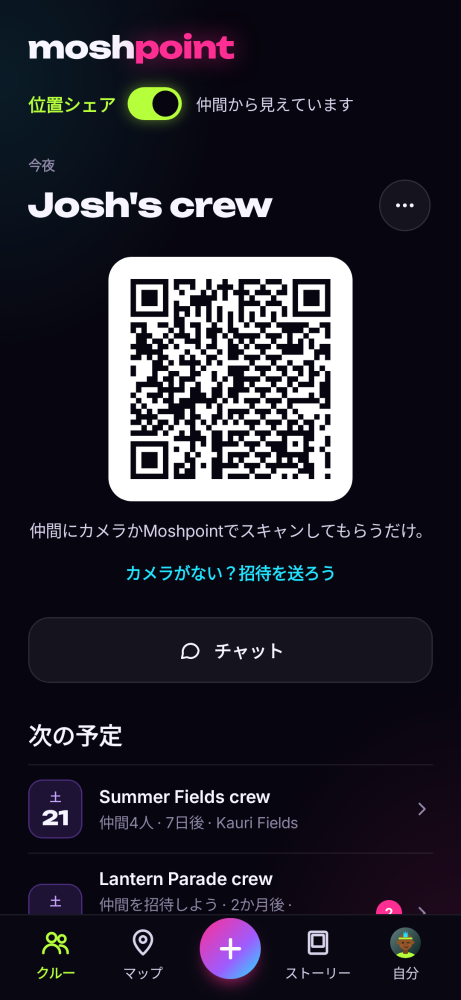 moshpoint
位置シェア 仲間から見えています
今夜
Josh's crew
仲間にカメラかMoshpointでスキャンしてもらうだけ。
カメラがない？招待を送ろう
チャット
次の予定
土
21
Summer Fields crew
仲間4人 · 7日後 · Kauri Fields
土
Lantern Parade crew
仲間を招待しよう · 2か月後 ·
クルー
マップ
ストーリー
自分